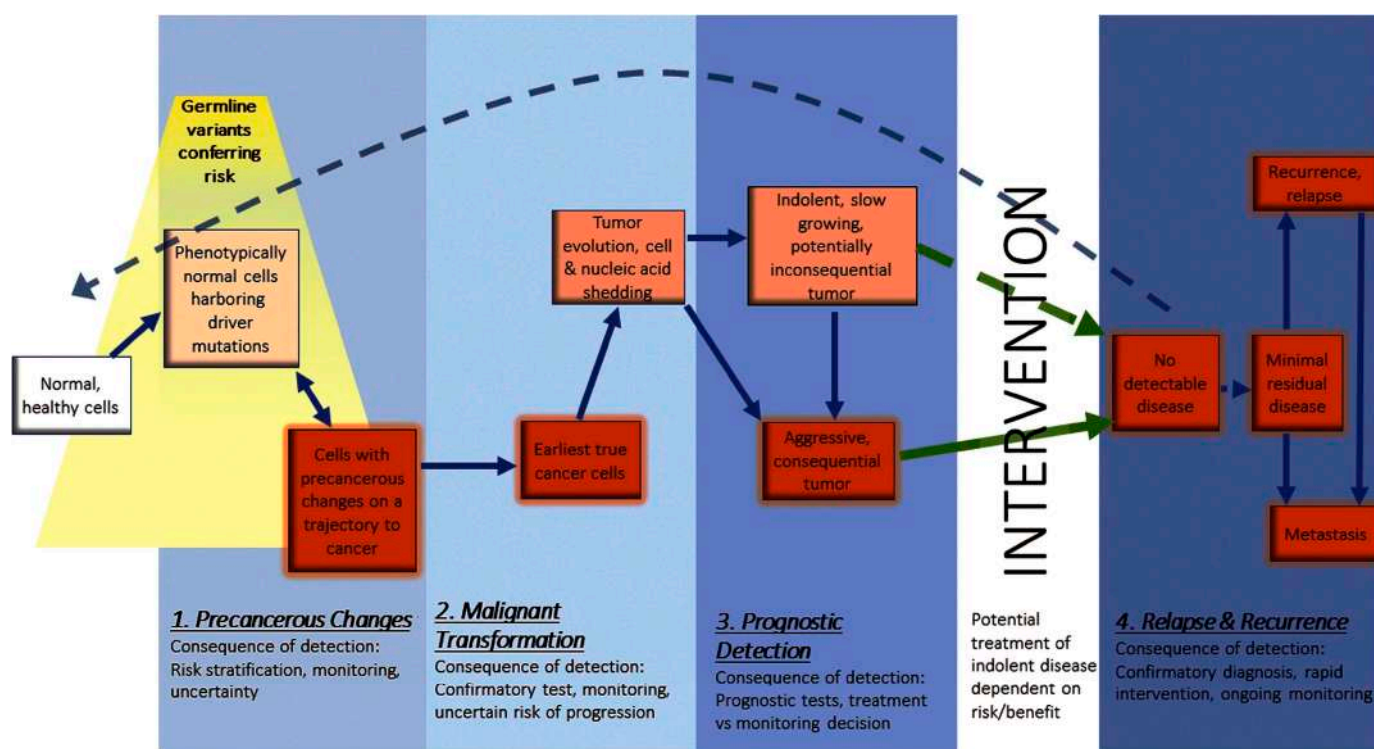 Germline
variants
conferring
risk
Normal,
healthy cells
Phenotypically
normal cells
harboring
driver
mutations
Cells with
precancerous
changes on a
trajectory to
cancer
Earliest true
cancer cells
Tumor
evolution, cell
& nucleic acid
shedding
Indolent, slow
growing,
potentially
inconsequential
tumor
Aggressive,
consequential
tumor
INTERVENTION
No
detectable
disease
Minimal
residual
disease
Recurrence,
relapse
Metastasis
1. Precancerous Changes
Consequence of detection:
Risk stratification, monitoring,
uncertainty
2. Malignant
Transformation
Consequence of detection:
Confirmatory test, monitoring,
uncertain risk of progression
3. Prognostic
Detection
Consequence of detection:
Prognostic tests, treatment
vs monitoring decision
Potential
treatment of
indolent disease
dependent on
risk/benefit
4. Relapse & Recurrence
Consequence of detection:
Confirmatory diagnosis, rapid
intervention, ongoing monitoring